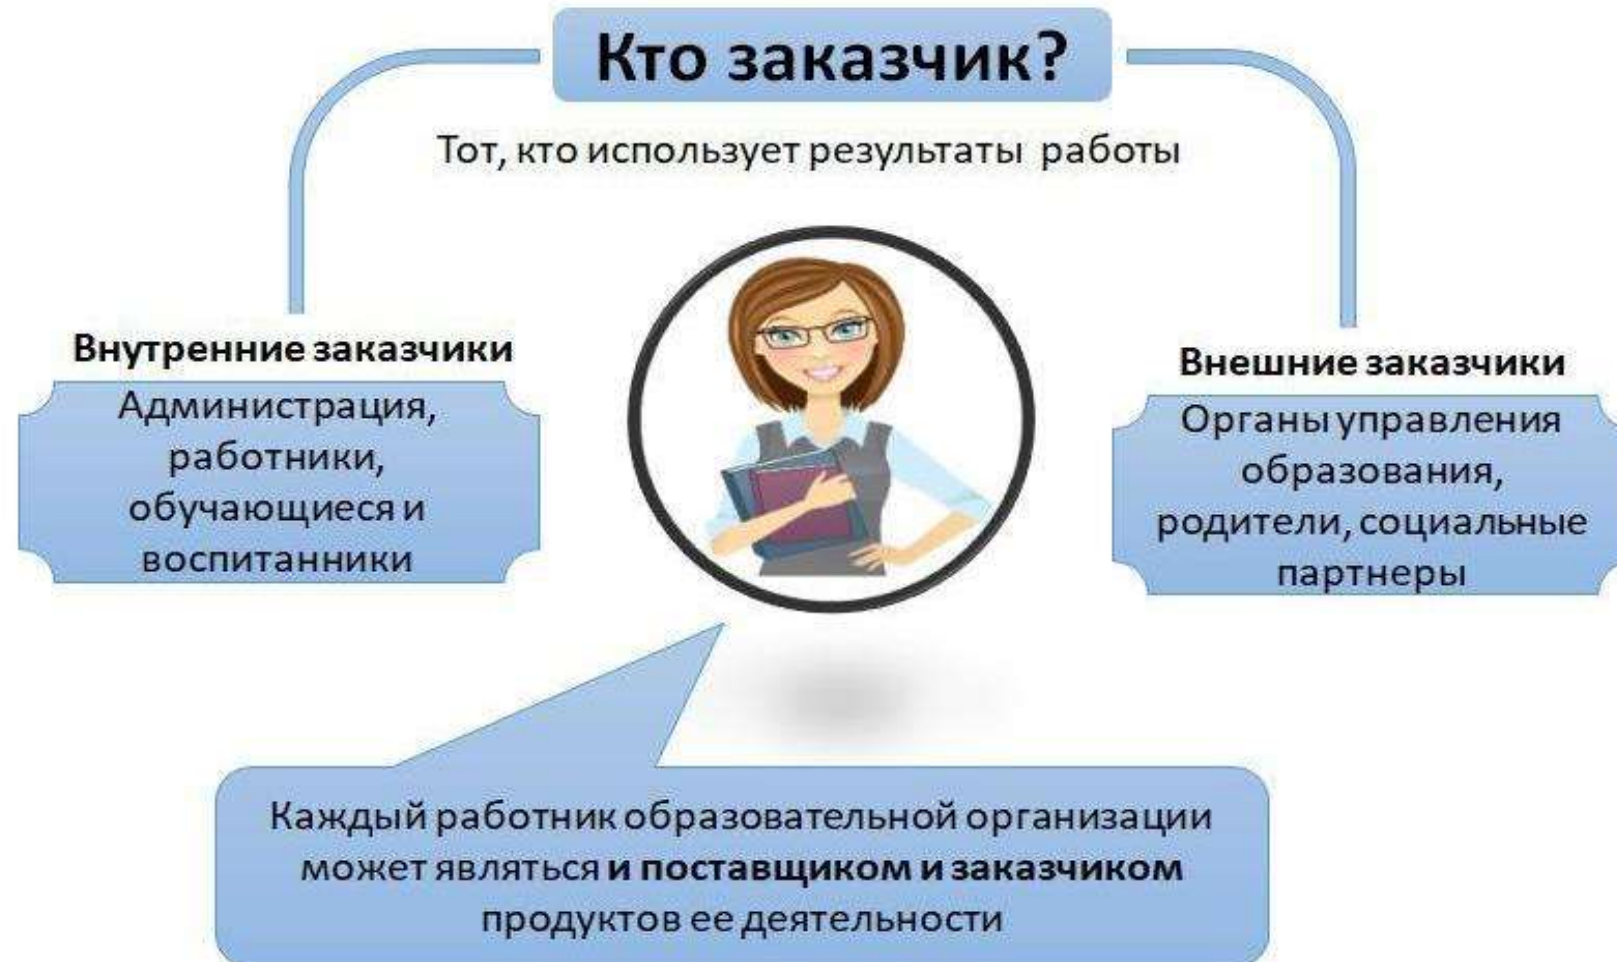 Кто заказчик?
Тот, кто использует результаты работы
Внутренние заказчики
Администрация,
работники,
обучающиеся и
воспитанники
Внешние заказчики
Органы управления
образования,
родители, социальные
партнеры
Каждый работник образовательной организации
может являться и поставщиком и заказчиком
продуктов ее деятельности